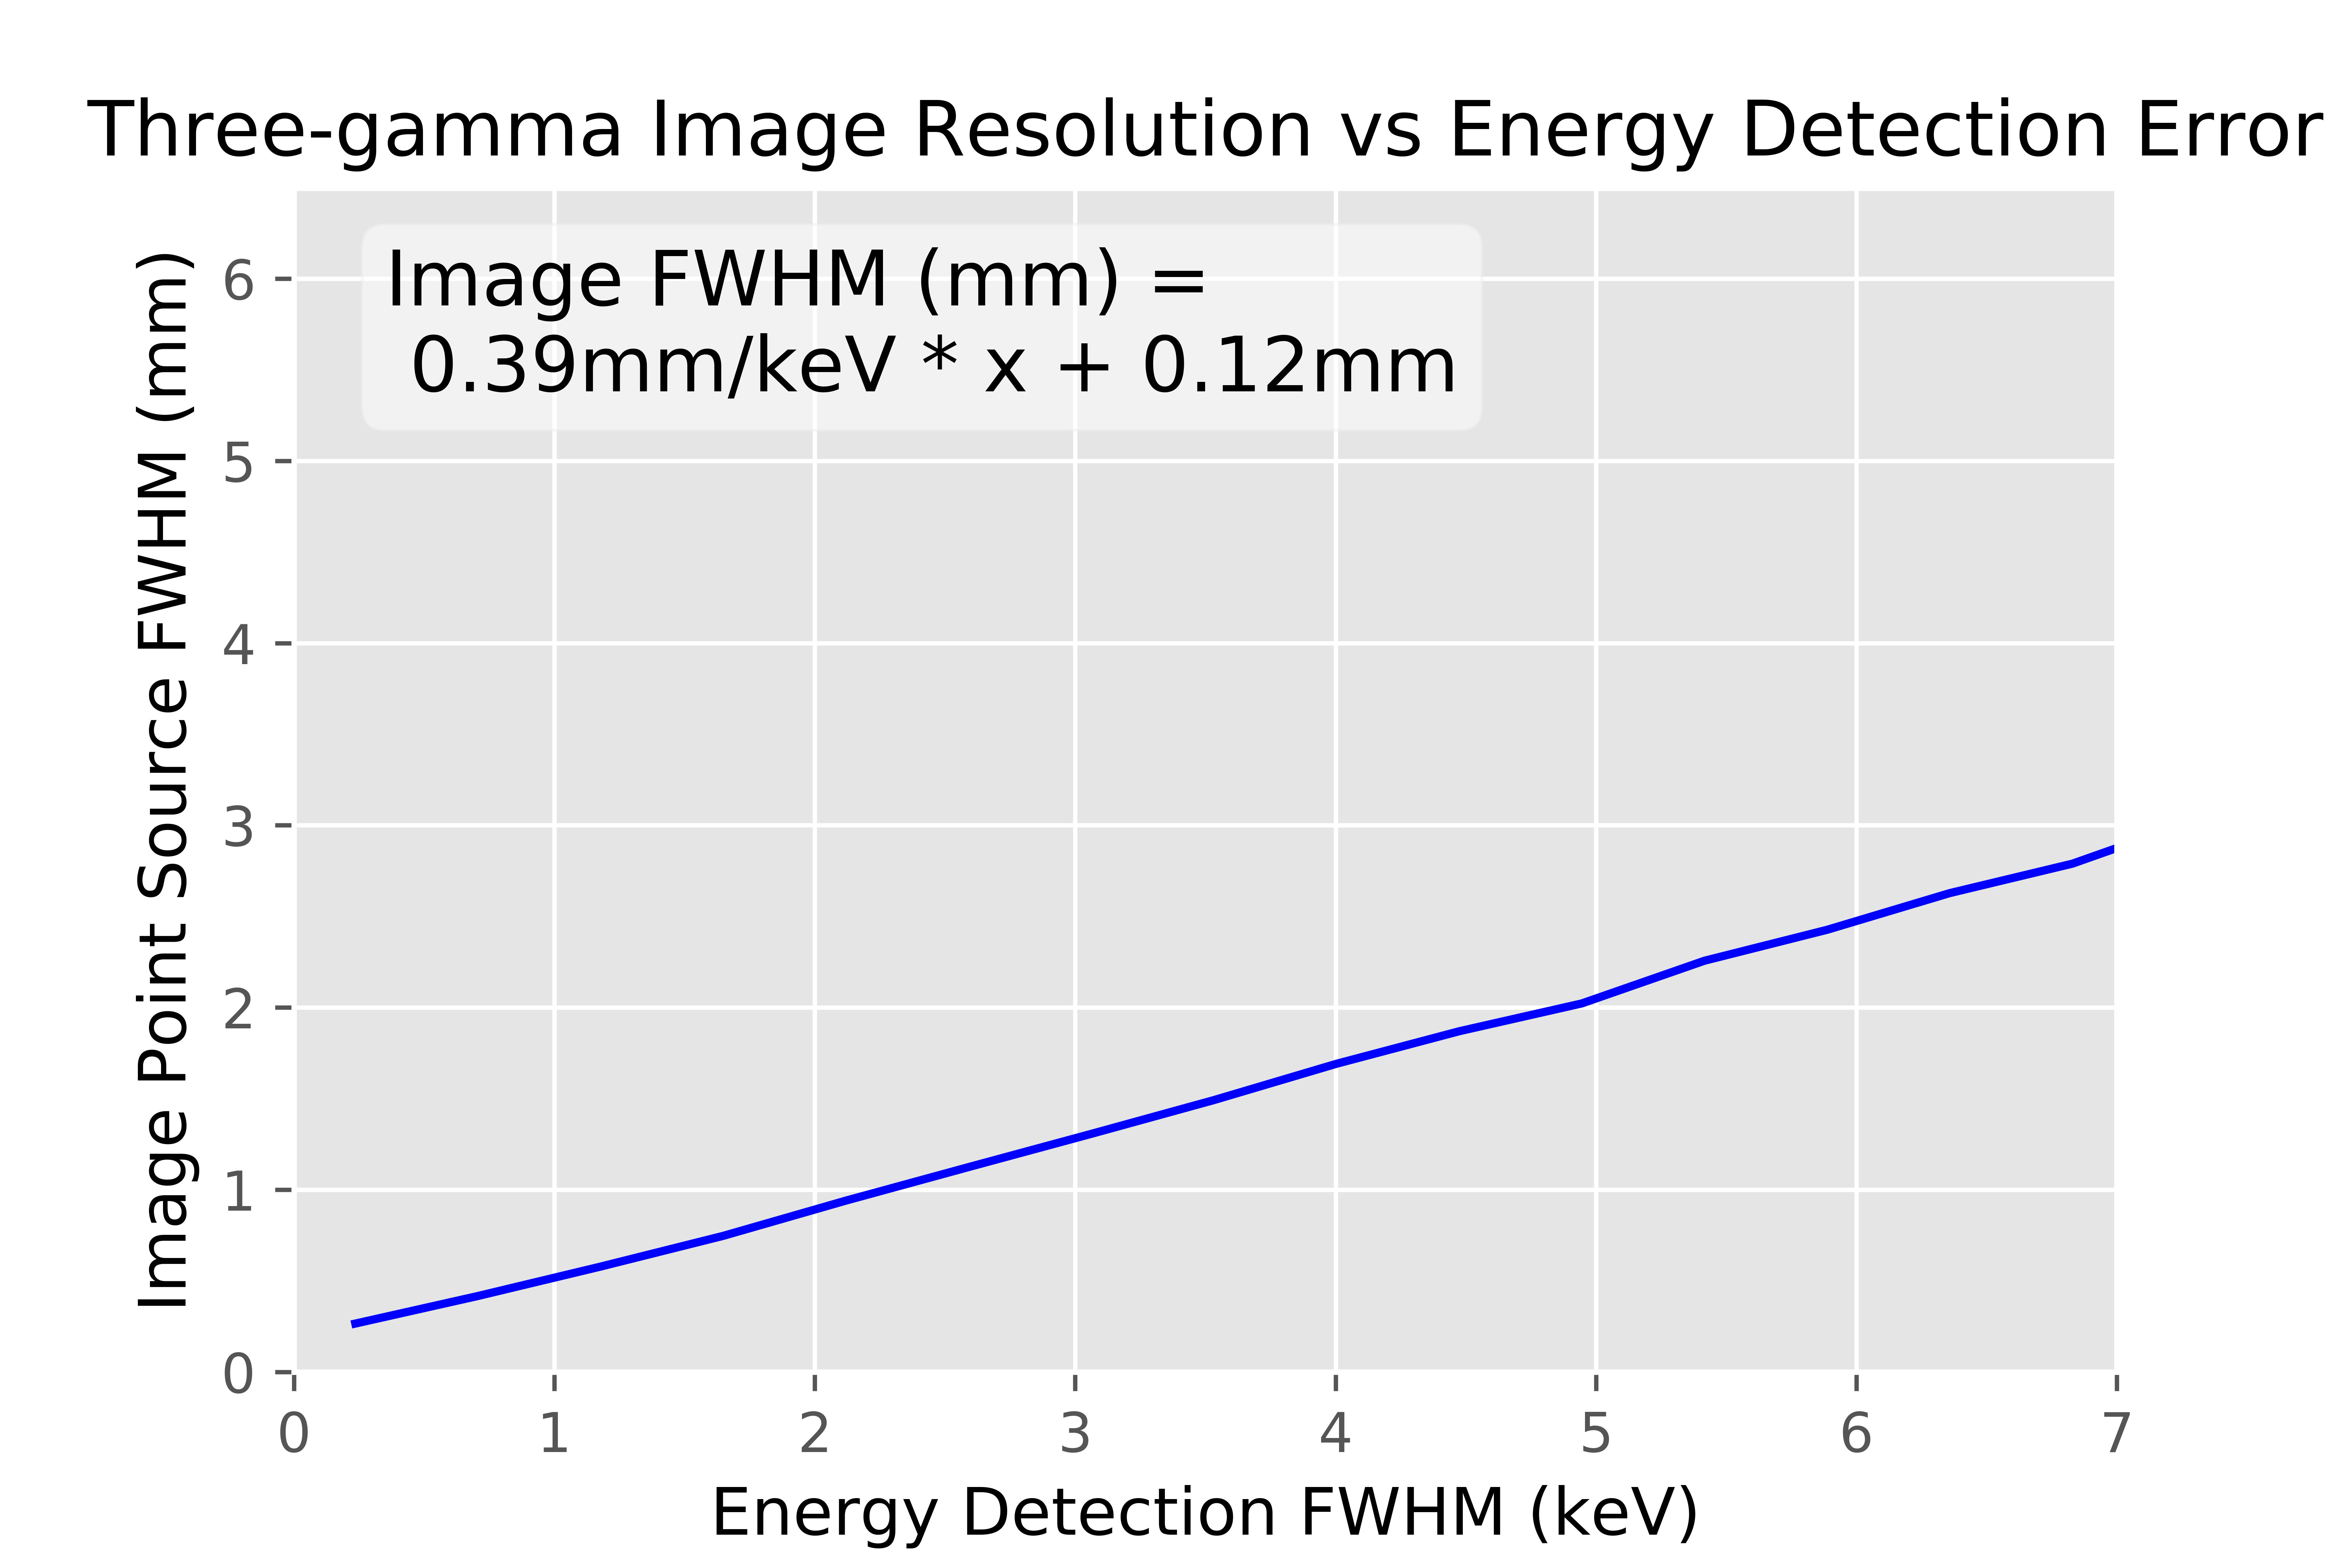 Three-gamma Image Resolution vs Energy Detection Error
Image FWHM (mm) =
0.39mm/keV * x + 0.12mm
Image Point Source FWHM (mm)
6
5
4
3
2
1
0
0 1 2 3 4 5 6 7
Energy Detection FWHM (keV)